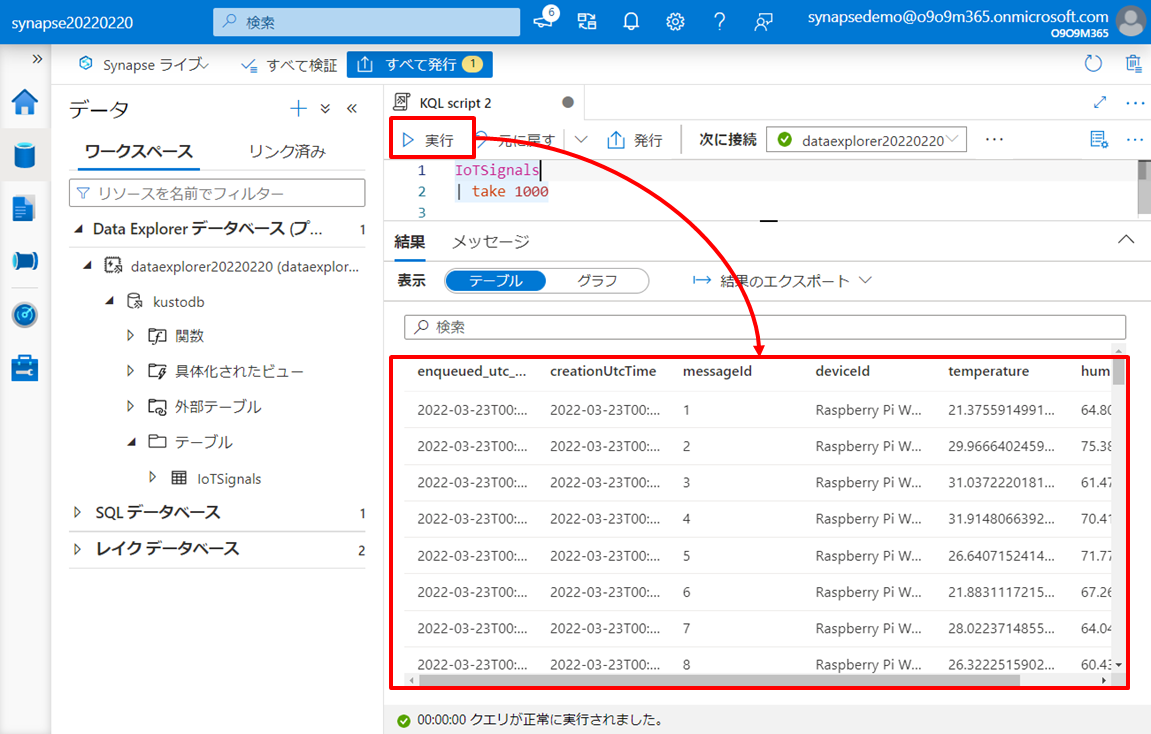 synapse20220220
検索
6
synapsedemo@o9o9m365.onmicrosoft.com
O9O9M365
Synapse ライブ
すべて検証
すべて発行 1
データ
ワークスペース
リンク済み
リソースを名前でフィルター
Data Explorer データベース (プ... 1
dataexplorer20220220 (dataexplor...
kustodb
関数
具体化されたビュー
外部テーブル
テーブル
IoTSignals
SQL データベース 1
レイク データベース 2
KQL script 2
実行
元に戻す
発行
次に接続
dataexplorer20220220
1 IoTSignals
2 | take 1000
3
結果
メッセージ
表示
テーブル
グラフ
結果のエクスポート
検索
enqueued_utc_... creationUtcTime messageId deviceId temperature hum
2022-03-23T00:... 2022-03-23T00:... 1 Raspberry Pi W... 21.3755914991... 64.80
2022-03-23T00:... 2022-03-23T00:... 2 Raspberry Pi W... 29.9666402459... 75.38
2022-03-23T00:... 2022-03-23T00:... 3 Raspberry Pi W... 31.0372220181... 61.47
2022-03-23T00:... 2022-03-23T00:... 4 Raspberry Pi W... 31.9148066392... 70.41
2022-03-23T00:... 2022-03-23T00:... 5 Raspberry Pi W... 26.6407152414... 71.77
2022-03-23T00:... 2022-03-23T00:... 6 Raspberry Pi W... 21.8831117215... 67.26
2022-03-23T00:... 2022-03-23T00:... 7 Raspberry Pi W... 28.0223714855... 64.04
2022-03-23T00:... 2022-03-23T00:... 8 Raspberry Pi W... 26.3222515902... 60.43
00:00:00 クエリが正常に実行されました。